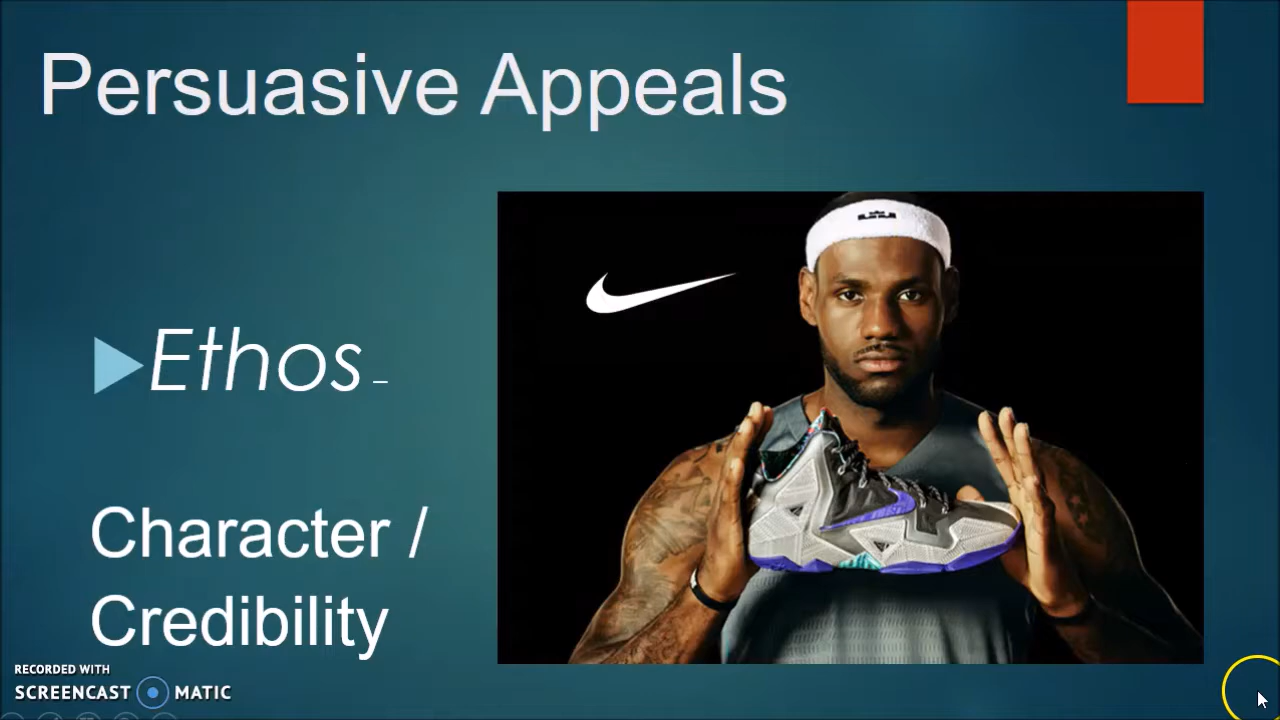 Persuasive Appeals
Ethos –
Character /
Credibility
RECORDED WITH
SCREENCAST MATIC